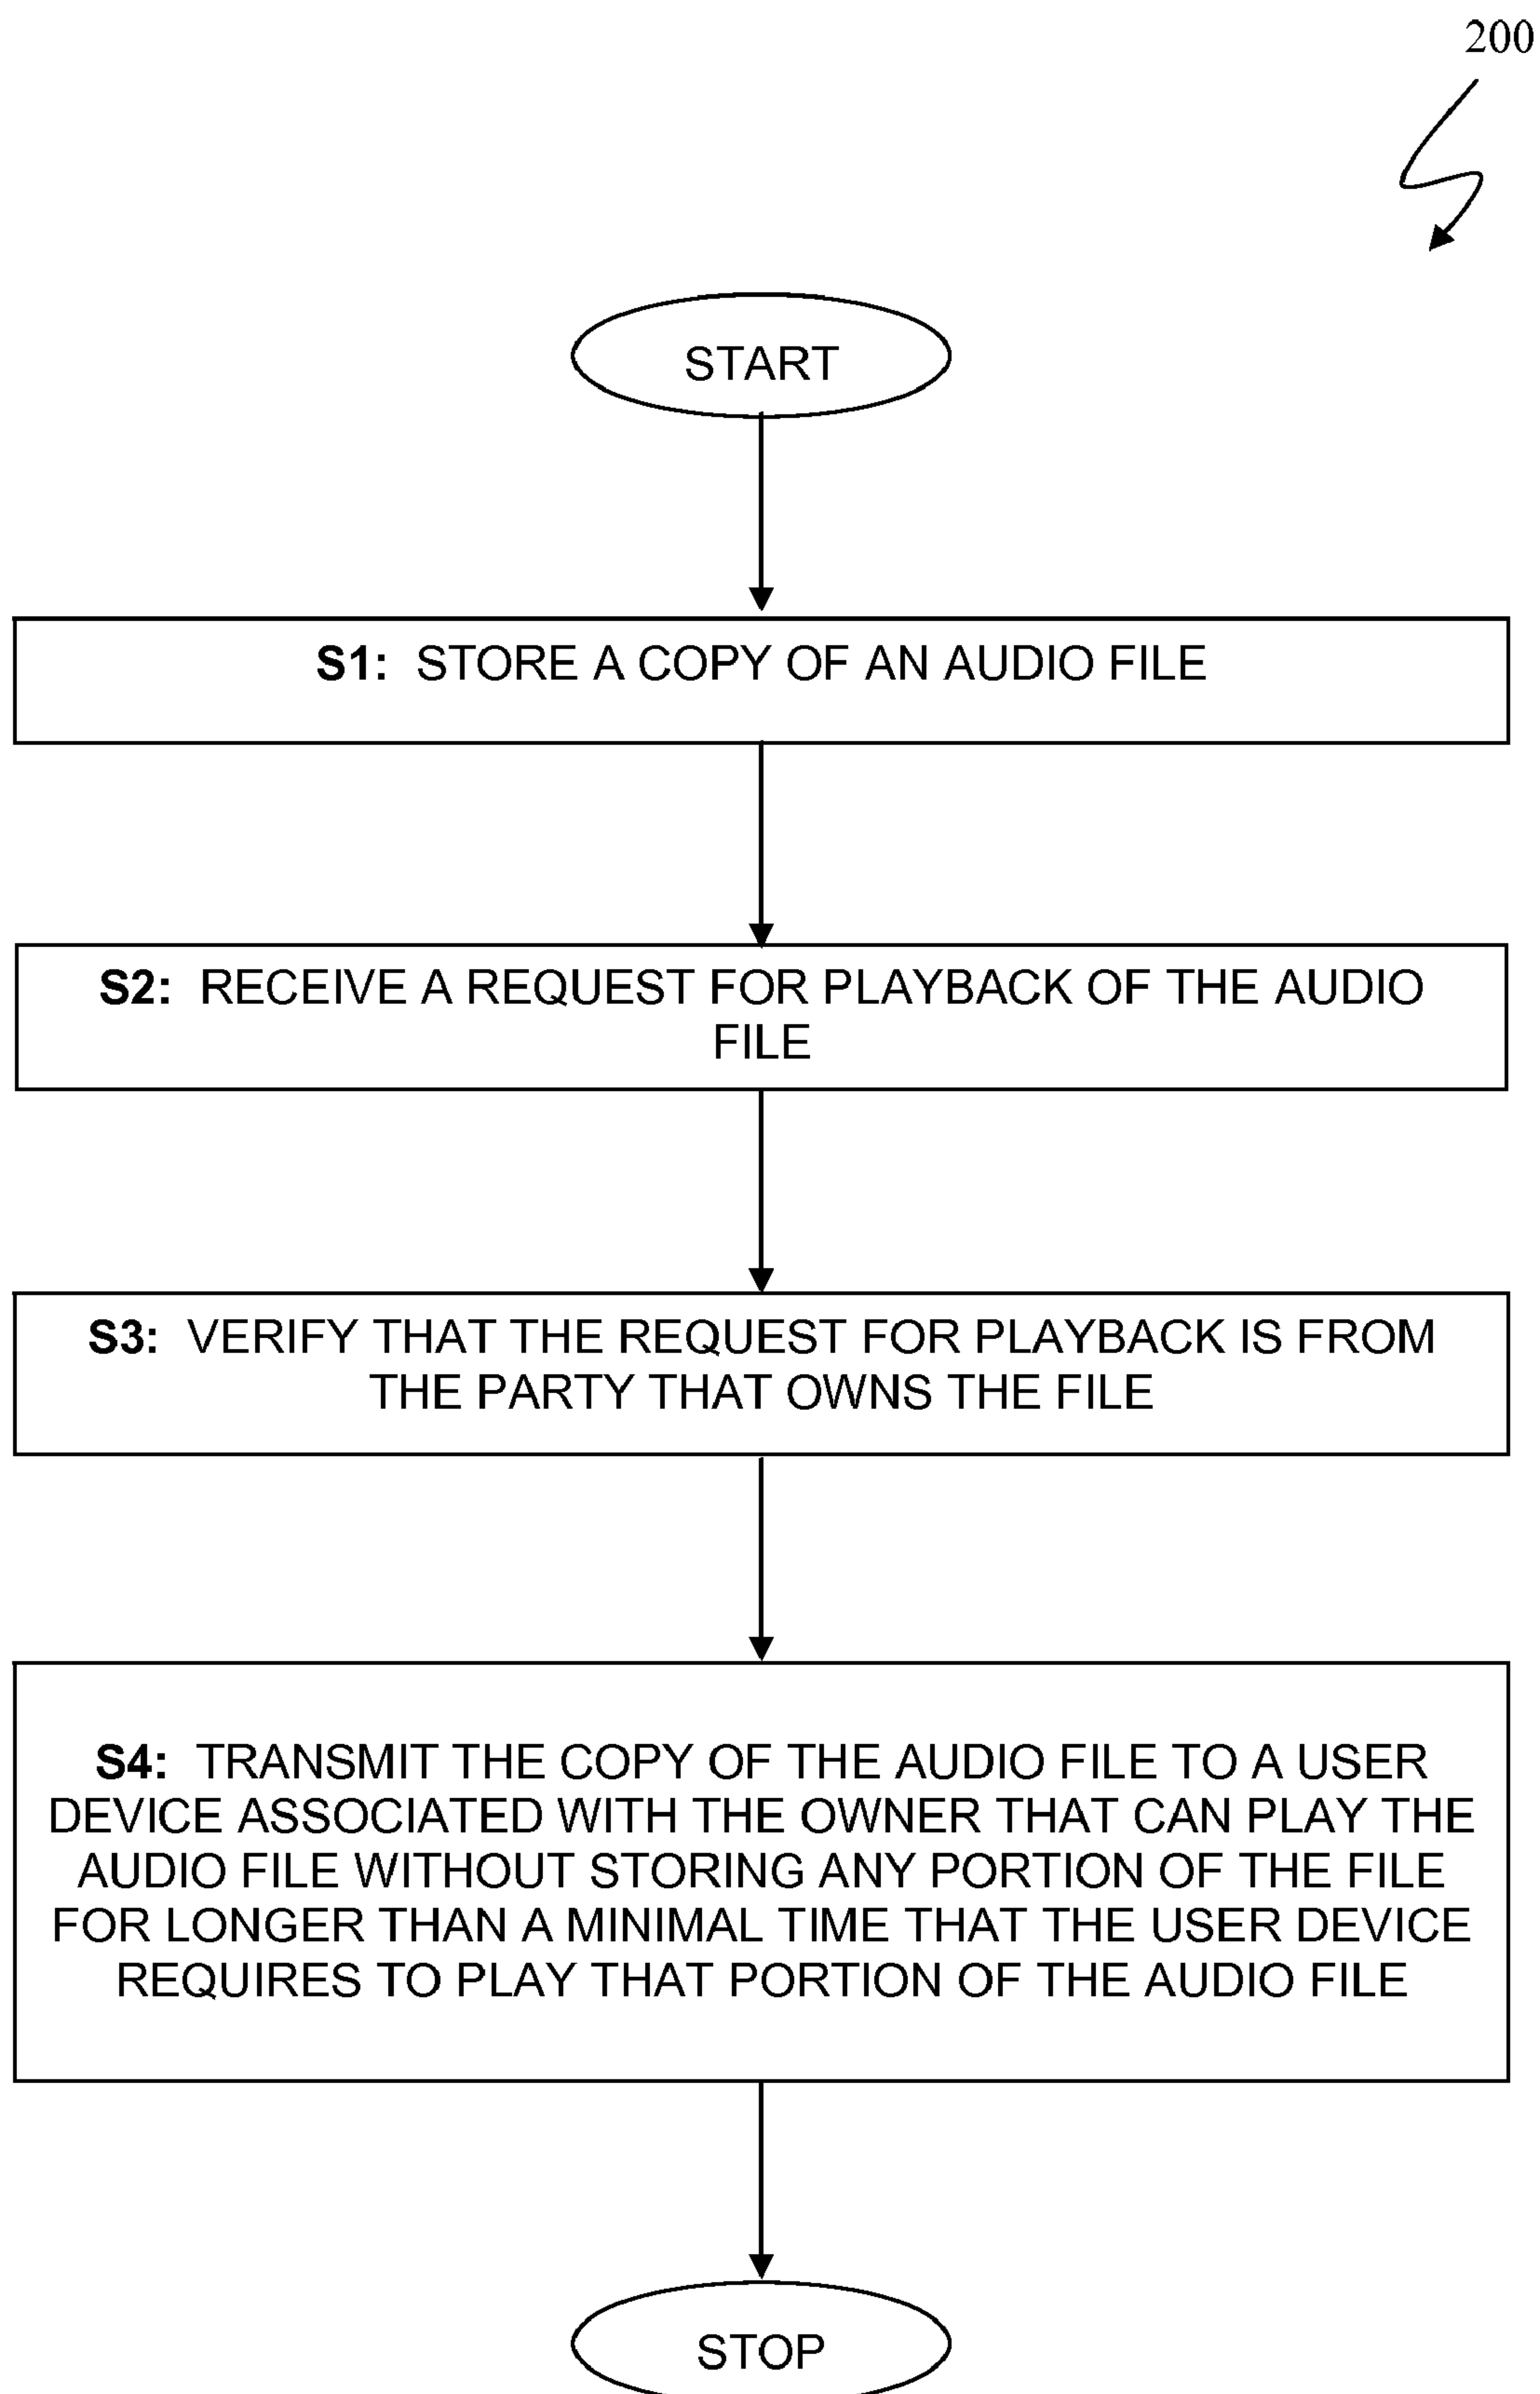 200
START
S1: STORE A COPY OF AN AUDIO FILE
S2: RECEIVE A REQUEST FOR PLAYBACK OF THE AUDIO
FILE
S3: VERIFY THAT THE REQUEST FOR PLAYBACK IS FROM
THE PARTY THAT OWNS THE FILE
S4: TRANSMIT THE COPY OF THE AUDIO FILE TO A USER
DEVICE ASSOCIATED WITH THE OWNER THAT CAN PLAY THE
AUDIO FILE WITHOUT STORING ANY PORTION OF THE FILE
FOR LONGER THAN A MINIMAL TIME THAT THE USER DEVICE
REQUIRES TO PLAY THAT PORTION OF THE AUDIO FILE
STOP